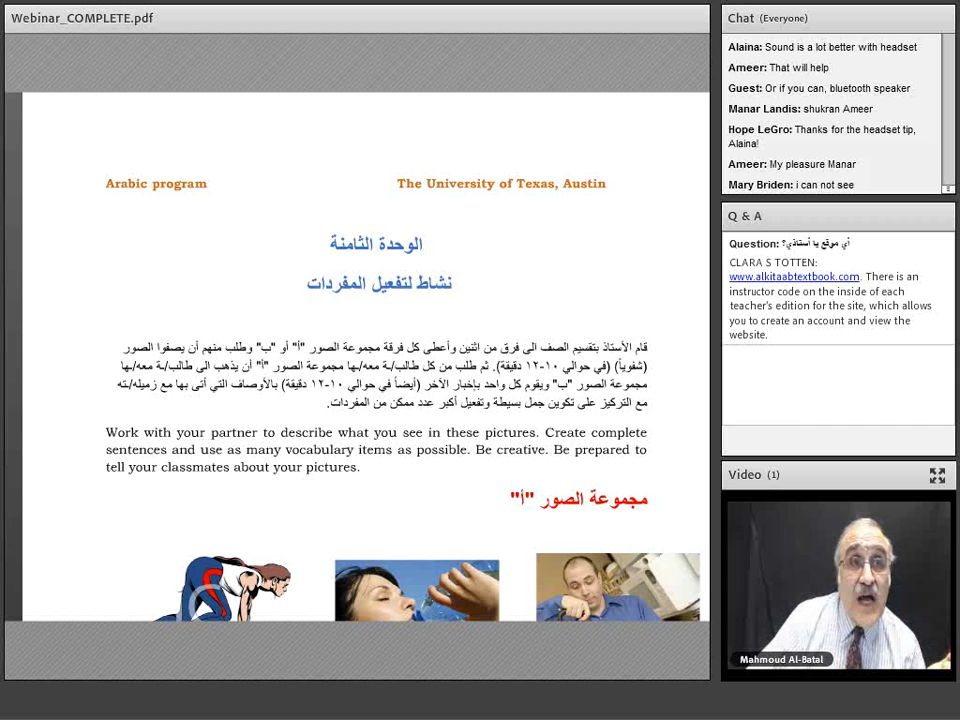 Webinar_COMPLETE.pdf
Arabic program
The University of Texas, Austin
الوحدة الثامنة
نشاط لتفعيل المفردات
قام الأستاذ بتقسيم الصف الى فرق من اثنين وأعطى كل فرقة مجموعة الصور "أ" أو "ب" وطلب منهم أن يصفوا الصور
(شفوياً) (في حوالي ١٠-١٢ دقيقة). ثم طلب من كل طالب/ـة معه/ـها مجموعة الصور "أ" أن يذهب الى طالب/ـة معه/ـها
مجموعة الصور "ب" ويقوم كل واحد بإخبار الآخر (أيضاً في حوالي ١٠-١٢ دقيقة) بالأوصاف التي أتى بها مع زميله/ـته
مع التركيز على تكوين جمل بسيطة وتفعيل أكبر عدد ممكن من المفردات.
Work with your partner to describe what you see in these pictures. Create complete
sentences and use as many vocabulary items as possible. Be creative. Be prepared to
tell your classmates about your pictures.
مجموعة الصور "أ"
Chat (Everyone)
Alaina: Sound is a lot better with headset
Ameer: That will help
Guest: Or if you can, bluetooth speaker
Manar Landis: shukran Ameer
Hope LeGro: Thanks for the headset tip,
Alaina!
Ameer: My pleasure Manar
Mary Briden: i can not see
Q & A
Question: أي موقع يا أستاذي؟
CLARA S TOTTEN:
www.alkitaabtextbook.com. There is an
instructor code on the inside of each
teacher's edition for the site, which allows
you to create an account and view the
website.
Video (1)
Mahmoud Al-Batal